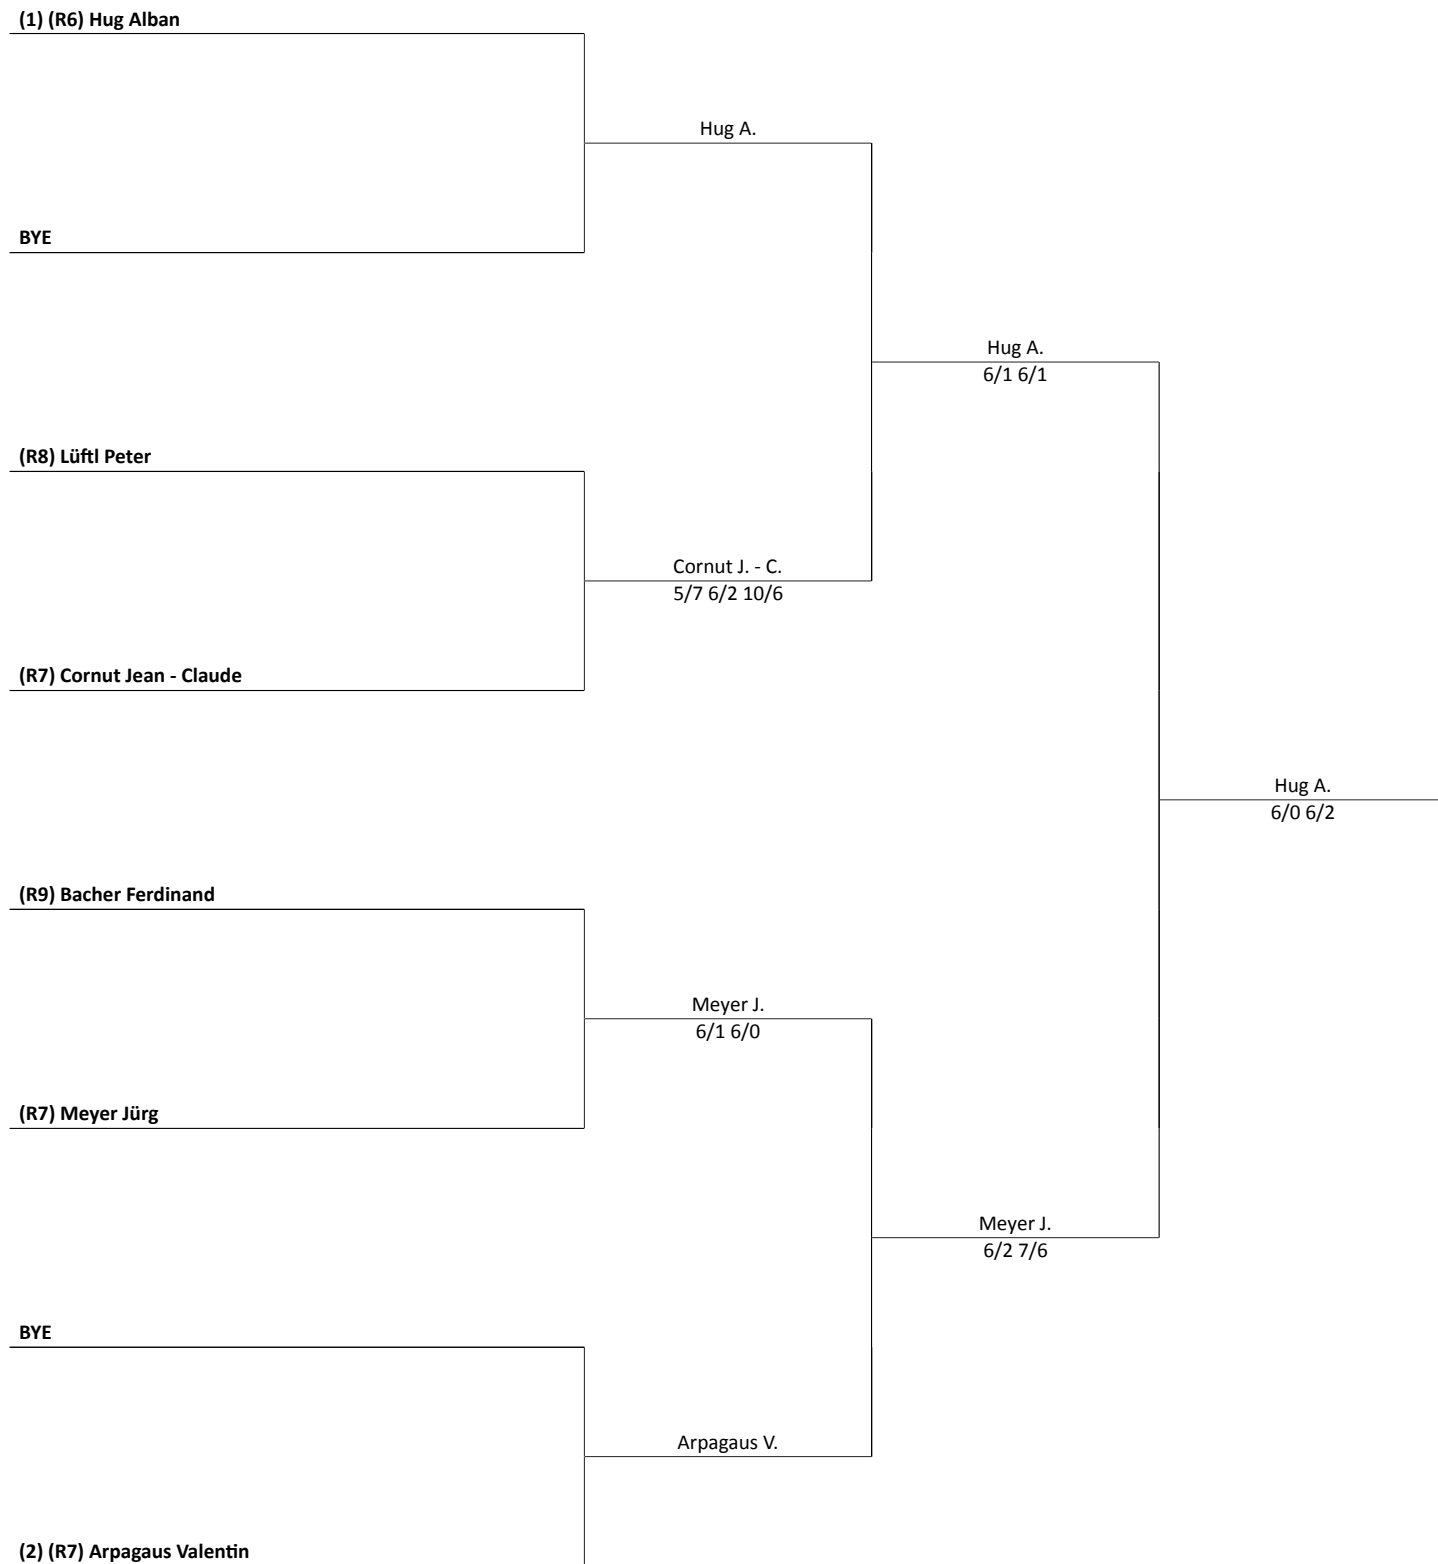 (1) (R6) Hug Alban
Hug A.
BYE
Hug A.
6/1 6/1
(R8) Lüftl Peter
Cornut J. - C.
5/7 6/2 10/6
(R7) Cornut Jean - Claude
Hug A.
6/0 6/2
(R9) Bacher Ferdinand
Meyer J.
6/1 6/0
(R7) Meyer Jürg
Meyer J.
6/2 7/6
BYE
Arpagaus V.
(2) (R7) Arpagaus Valentin